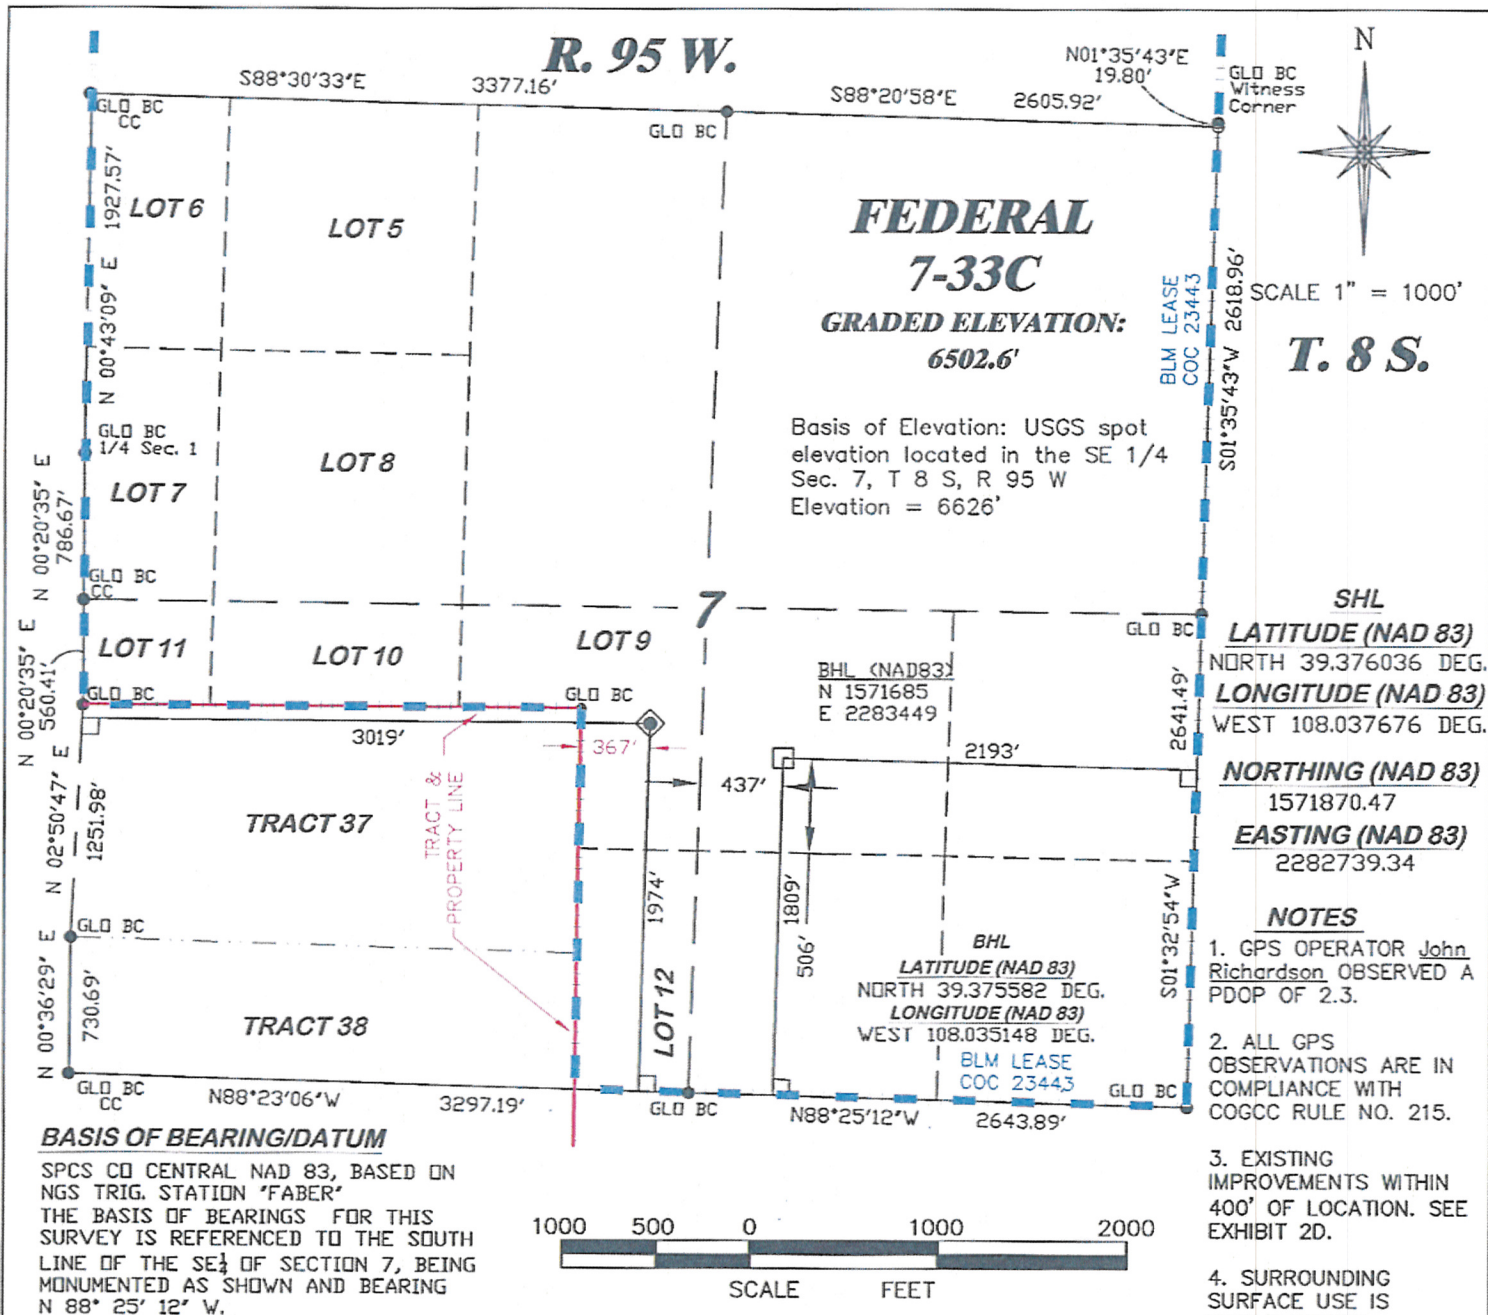 R. 95 W.
S88°30'33"E 3377.16'
S88°20'58"E 2605.92'
N01°35'43"E
19.80'
GLO BC
Witness
Corner
N
GLO BC
CC
GLO BC
1927.57'
N 00°43'09" E
LOT 6
LOT 5
FEDERAL
7-33C
GRADED ELEVATION:
6502.6'
BLM LEASE
COC 23443
S01°35'43"W 2618.96'
SCALE 1" = 1000'
T. 8 S.
Basis of Elevation: USGS spot
elevation located in the SE 1/4
Sec. 7, T 8 S, R 95 W
Elevation = 6626'
GLO BC
1/4 Sec. 1
LOT 7
LOT 8
N 00°20'35" E
786.67'
GLO BC
CC
7
GLO BC
LOT 11
LOT 10
LOT 9
N 00°20'35" E
560.41'
GLO BC
GLO BC
BHL (NAD83)
N 1571685
E 2283449
SHL
LATITUDE (NAD 83)
NORTH 39.376036 DEG.
LONGITUDE (NAD 83)
WEST 108.037676 DEG.
NORTHING (NAD 83)
1571870.47
EASTING (NAD 83)
2282739.34
2641.49'
S01°32'54"W
3019'
367'
437'
2193'
TRACT &
PROPERTY LINE
N 02°50'47" E
1251.98'
TRACT 37
1974'
1809'
506'
GLO BC
N 00°36'29" E
730.69'
TRACT 38
LOT 12
BHL
LATITUDE (NAD 83)
NORTH 39.375582 DEG.
LONGITUDE (NAD 83)
WEST 108.035148 DEG.
BLM LEASE
COC 23443
GLO BC
CC
N88°23'06"W 3297.19'
GLO BC
N88°25'12"W 2643.89'
GLO BC
NOTES
1. GPS OPERATOR John
Richardson OBSERVED A
PDOP OF 2.3.
2. ALL GPS
OBSERVATIONS ARE IN
COMPLIANCE WITH
COGCC RULE NO. 215.
3. EXISTING
IMPROVEMENTS WITHIN
400' OF LOCATION. SEE
EXHIBIT 2D.
4. SURROUNDING
SURFACE USE IS
BASIS OF BEARING/DATUM
SPCS CO CENTRAL NAD 83, BASED ON
NGS TRIG. STATION "FABER"
THE BASIS OF BEARINGS FOR THIS
SURVEY IS REFERENCED TO THE SOUTH
LINE OF THE SE¼ OF SECTION 7, BEING
MONUMENTED AS SHOWN AND BEARING
N 88° 25' 12" W.
1000 500 0 1000 2000
SCALE FEET